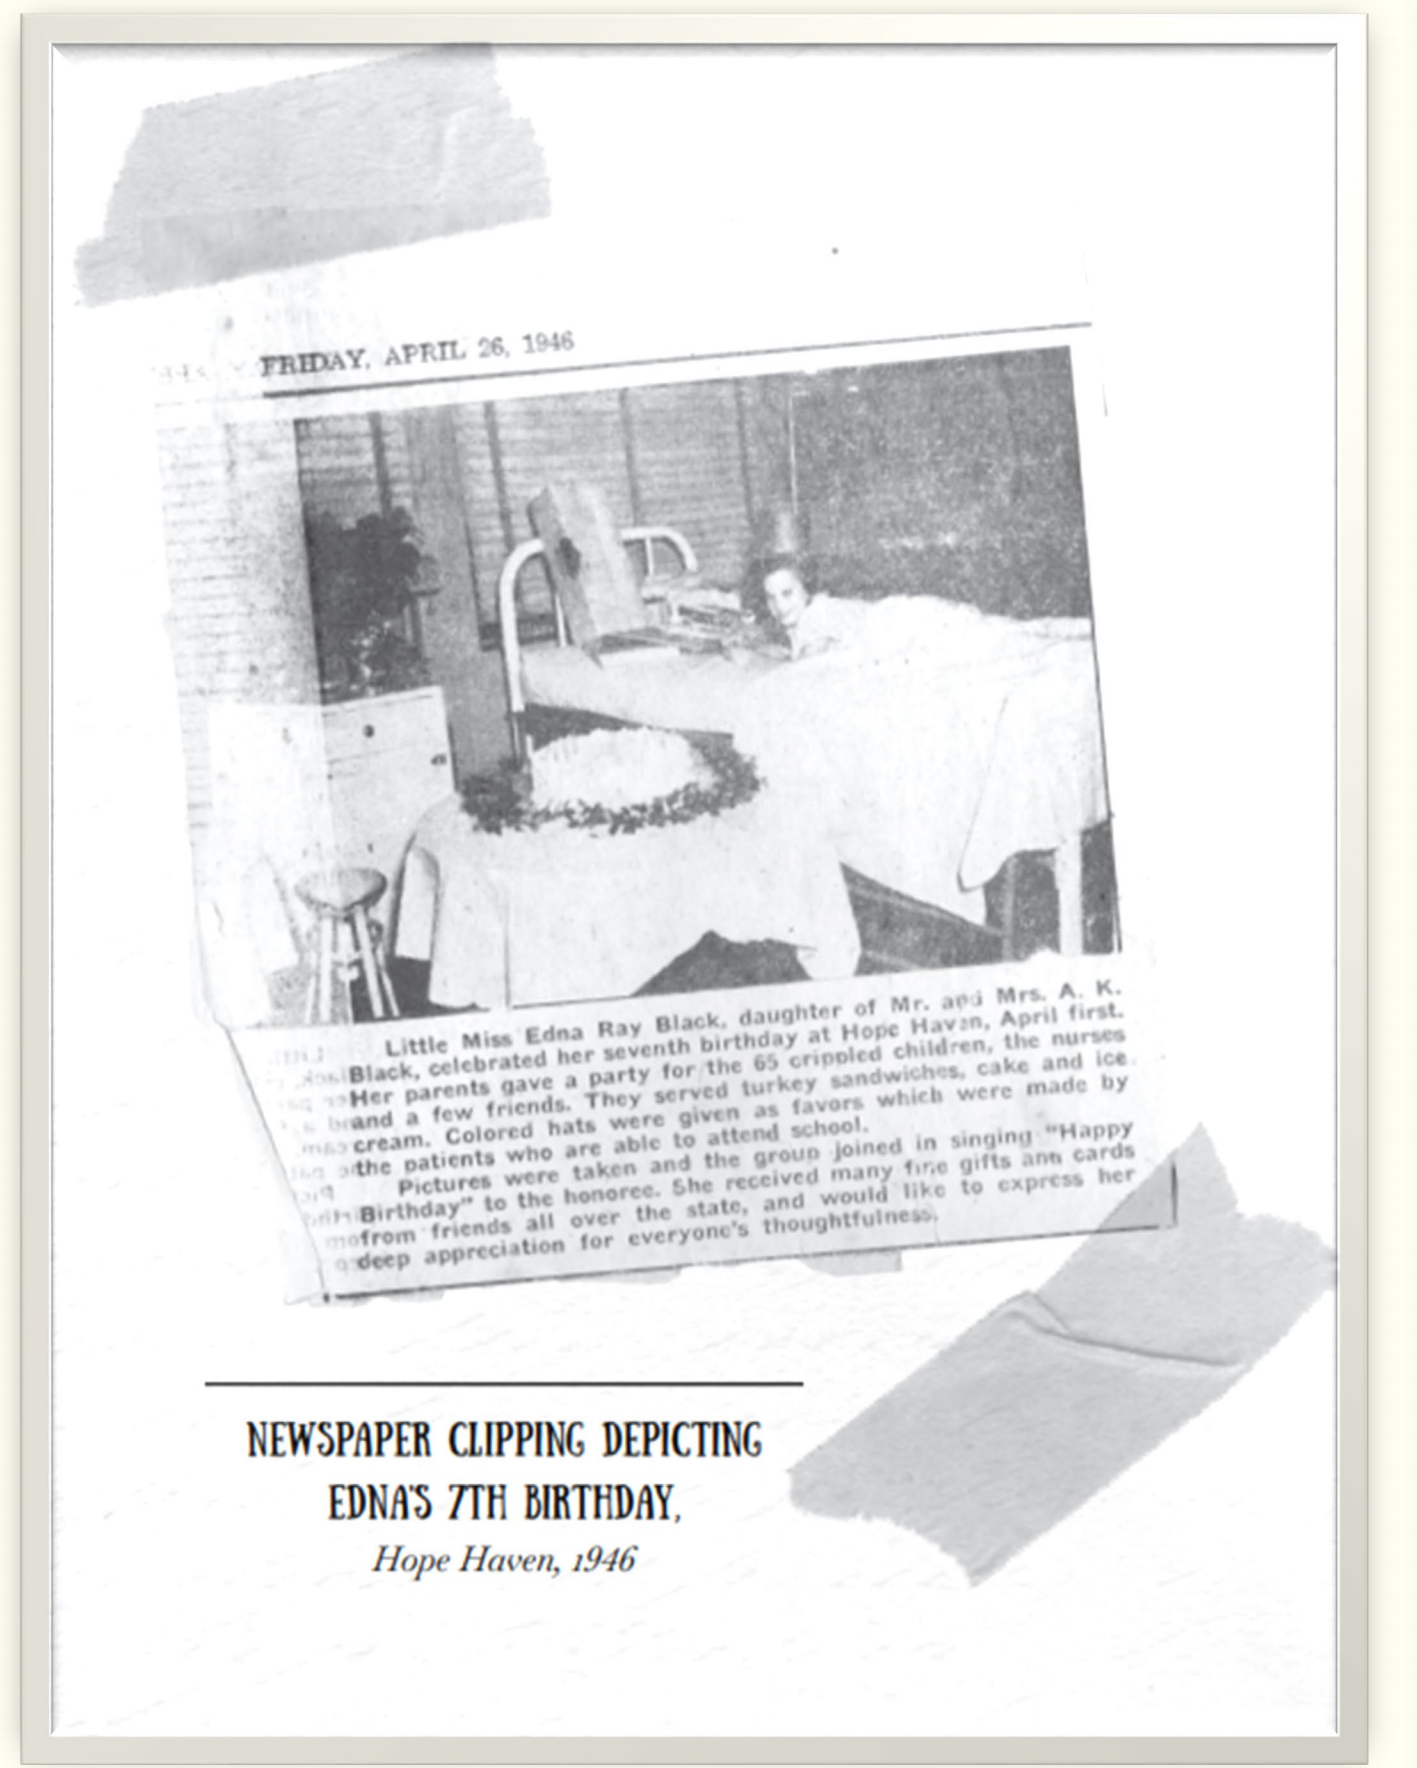 FRIDAY, APRIL 26, 1946
Little Miss Edna Ray Black, daughter of Mr. and Mrs. A. K.
Black, celebrated her seventh birthday at Hope Haven, April first.
Her parents gave a party for the 65 crippled children, the nurses
and a few friends. They served turkey sandwiches, cake and ice
cream. Colored hats were given as favors which were made by
the patients who are able to attend school.
Pictures were taken and the group joined in singing "Happy
Birthday" to the honoree. She received many fine gifts and cards
from friends all over the state, and would like to express her
deep appreciation for everyone's thoughtfulness.
NEWSPAPER CLIPPING DEPICTING
EDNA'S 7TH BIRTHDAY,
Hope Haven, 1946